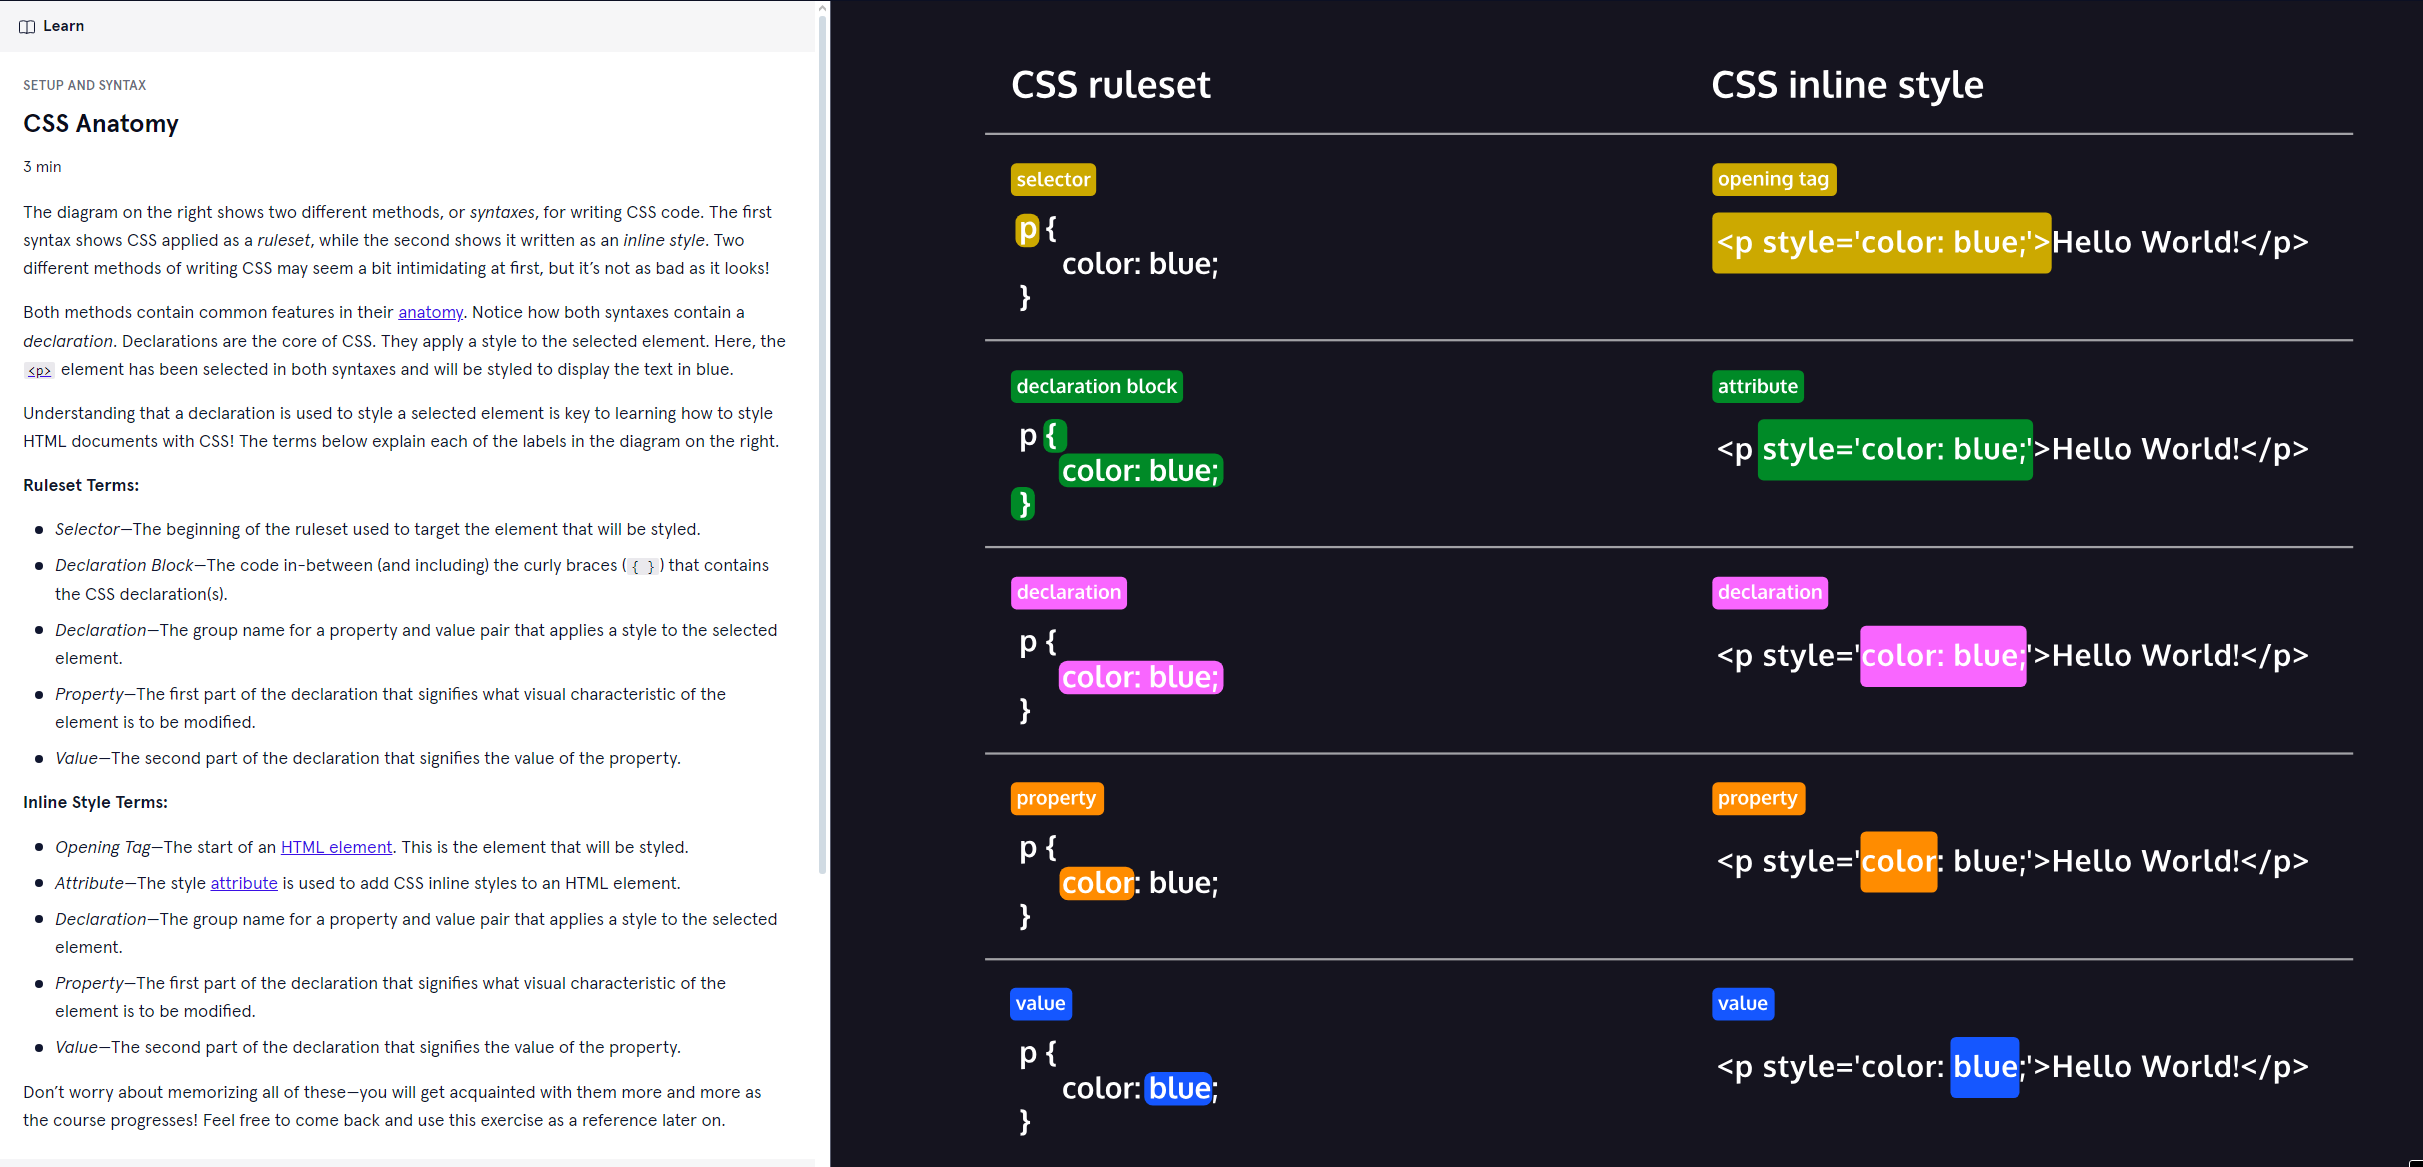 Learn
SETUP AND SYNTAX
CSS Anatomy
3 min
The diagram on the right shows two different methods, or syntaxes, for writing CSS code. The first
syntax shows CSS applied as a ruleset, while the second shows it written as an inline style. Two
different methods of writing CSS may seem a bit intimidating at first, but it’s not as bad as it looks!
Both methods contain common features in their anatomy. Notice how both syntaxes contain a
declaration. Declarations are the core of CSS. They apply a style to the selected element. Here, the
<p> element has been selected in both syntaxes and will be styled to display the text in blue.
Understanding that a declaration is used to style a selected element is key to learning how to style
HTML documents with CSS! The terms below explain each of the labels in the diagram on the right.
Ruleset Terms:
Selector—The beginning of the ruleset used to target the element that will be styled.
Declaration Block—The code in-between (and including) the curly braces ( { } ) that contains
the CSS declaration(s).
Declaration—The group name for a property and value pair that applies a style to the selected
element.
Property—The first part of the declaration that signifies what visual characteristic of the
element is to be modified.
Value—The second part of the declaration that signifies the value of the property.
Inline Style Terms:
Opening Tag—The start of an HTML element. This is the element that will be styled.
Attribute—The style attribute is used to add CSS inline styles to an HTML element.
Declaration—The group name for a property and value pair that applies a style to the selected
element.
Property—The first part of the declaration that signifies what visual characteristic of the
element is to be modified.
Value—The second part of the declaration that signifies the value of the property.
Don’t worry about memorizing all of these—you will get acquainted with them more and more as
the course progresses! Feel free to come back and use this exercise as a reference later on.
CSS ruleset
CSS inline style
selector
p {
color: blue;
}
opening tag
<p style='color: blue;'>Hello World!</p>
declaration block
p {
color: blue;
}
attribute
<p style='color: blue;'>Hello World!</p>
declaration
p {
color: blue;
}
declaration
<p style='color: blue;'>Hello World!</p>
property
p {
color: blue;
}
property
<p style='color: blue;'>Hello World!</p>
value
p {
color: blue;
}
value
<p style='color: blue;'>Hello World!</p>